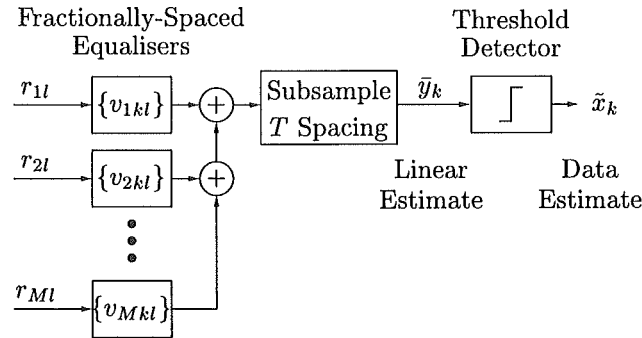 Fractionally-Spaced
Equalisers
Threshold
Detector
r_{1l}
{v_{1kl}}
+
Subsample
T Spacing
ȳ_k
x̃_k
r_{2l}
{v_{2kl}}
+
Linear
Estimate
Data
Estimate
r_{Ml}
{v_{Mkl}}